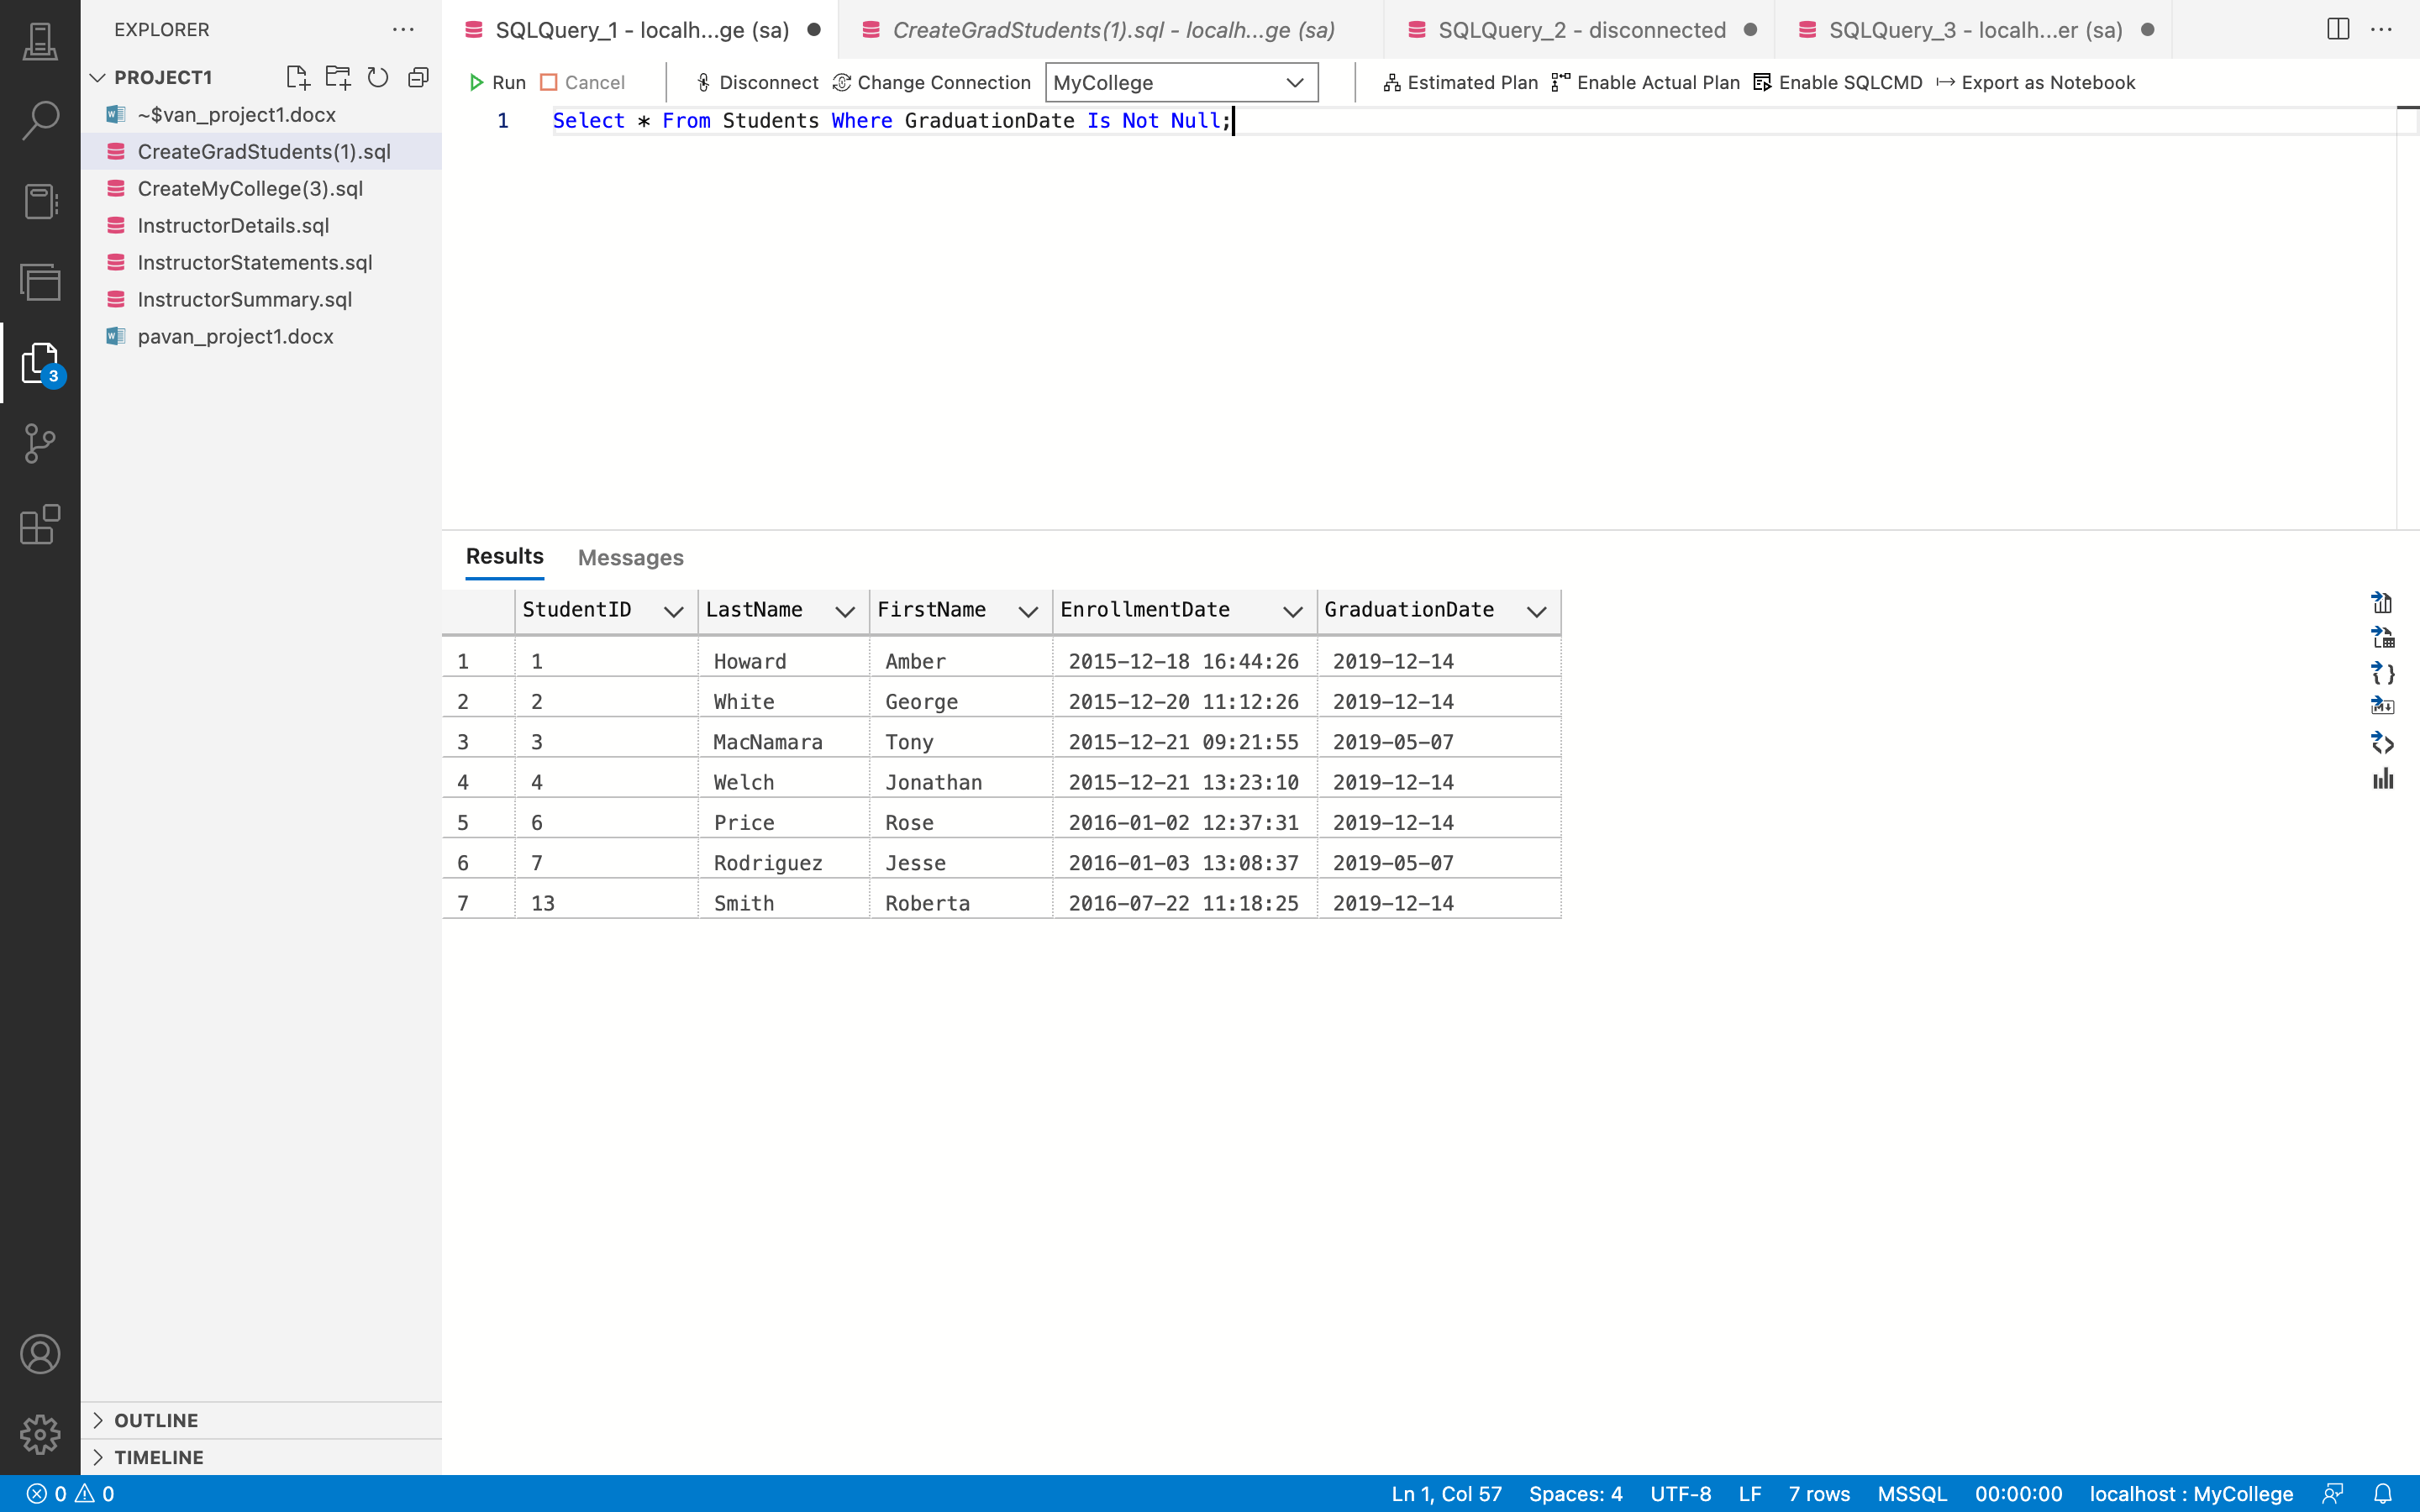 EXPLORER
PROJECT1
~$van_project1.docx
CreateGradStudents(1).sql
CreateMyCollege(3).sql
InstructorDetails.sql
InstructorStatements.sql
InstructorSummary.sql
pavan_project1.docx
3
OUTLINE
TIMELINE
SQLQuery_1 - localh...ge (sa) CreateGradStudents(1).sql - localh...ge (sa) SQLQuery_2 - disconnected SQLQuery_3 - localh...er (sa)
Run Cancel Disconnect Change Connection MyCollege Estimated Plan Enable Actual Plan Enable SQLCMD Export as Notebook
1 Select * From Students Where GraduationDate Is Not Null;
Results Messages
StudentID LastName FirstName EnrollmentDate GraduationDate
1 1 Howard Amber 2015-12-18 16:44:26 2019-12-14
2 2 White George 2015-12-20 11:12:26 2019-12-14
3 3 MacNamara Tony 2015-12-21 09:21:55 2019-05-07
4 4 Welch Jonathan 2015-12-21 13:23:10 2019-12-14
5 6 Price Rose 2016-01-02 12:37:31 2019-12-14
6 7 Rodriguez Jesse 2016-01-03 13:08:37 2019-05-07
7 13 Smith Roberta 2016-07-22 11:18:25 2019-12-14
0 0 Ln 1, Col 57 Spaces: 4 UTF-8 LF 7 rows MSSQL 00:00:00 localhost : MyCollege